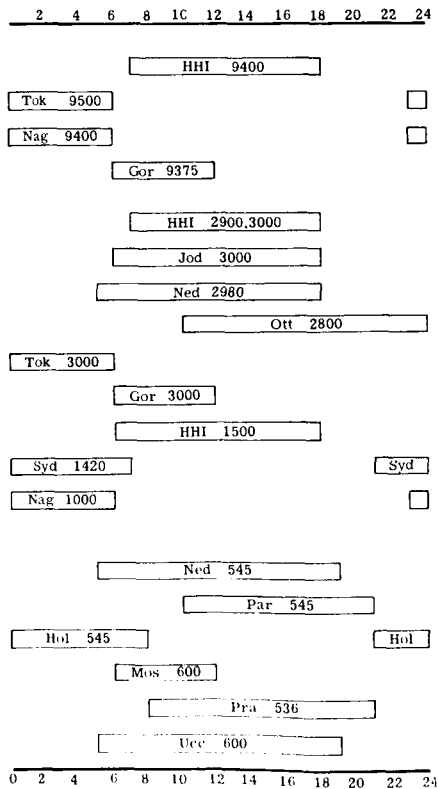 2 4 6 8 10 12 14 16 18 20 22 24
HHI 9400
Tok 9500
Nag 9400
Gor 9375
HHI 2900,3000
Jod 3000
Ned 2980
Ott 2800
Tok 3000
Gor 3000
HHI 1500
Syd 1420 Syd
Nag 1000
Ned 545
Par 545
Hol 545 Hol
Mos 600
Pra 536
Ucc 600
0 2 4 6 8 10 12 14 16 18 20 22 24